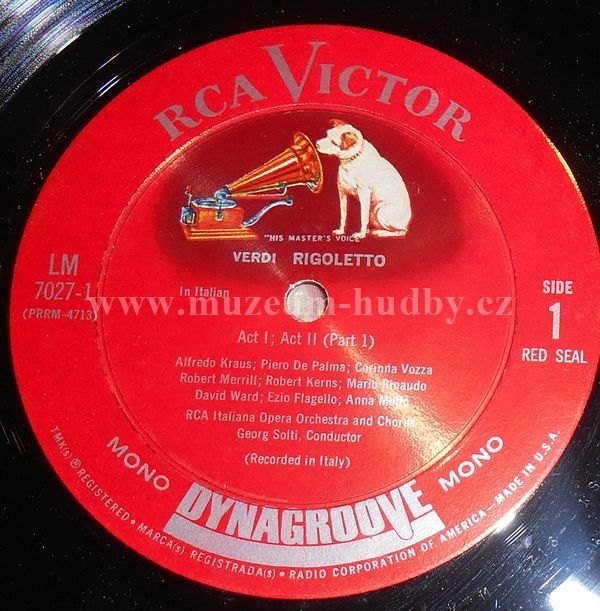 RCA VICTOR
"HIS MASTER'S VOICE"
VERDI RIGOLETTO
LM
7027-1
(PRRM-4713)
SIDE
1
RED SEAL
In Italian
www.muzeum-hudby.cz
Act I; Act II (Part 1)
Alfredo Kraus; Piero De Palma; Corinna Vozza
Robert Merrill; Robert Kerns; Mario Rinaudo
David Ward; Ezio Flagello; Anna Moffo
RCA Italiana Opera Orchestra and Chorus
Georg Solti, Conductor
(Recorded in Italy)
MONO DYNAGROOVE MONO
TMK(s) ® REGISTERED • MARCA(s) REGISTRADA(s) • RADIO CORPORATION OF AMERICA—MADE IN U.S.A.